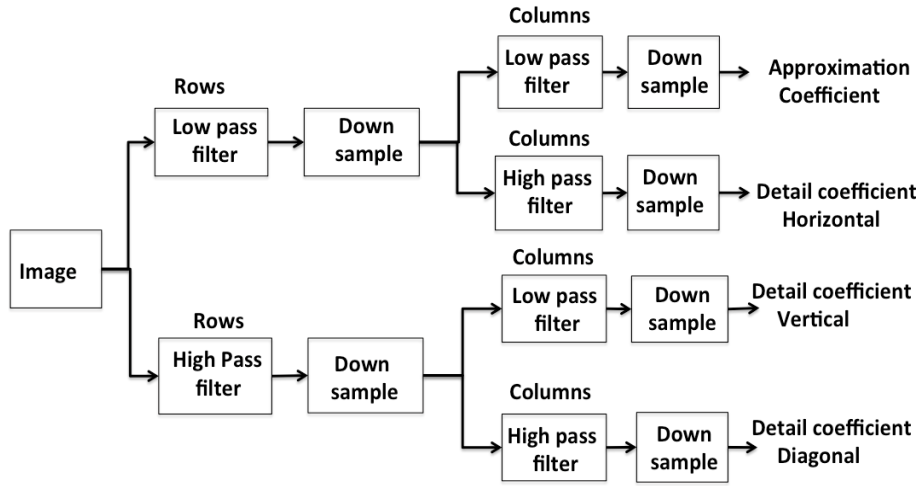 Columns
Low pass
filter
Down
sample
Approximation
Coefficient
Rows
Low pass
filter
Down
sample
Columns
High pass
filter
Down
sample
Detail coefficient
Horizontal
Image
Columns
Low pass
filter
Down
sample
Detail coefficient
Vertical
Rows
High Pass
filter
Down
sample
Columns
High pass
filter
Down
sample
Detail coefficient
Diagonal